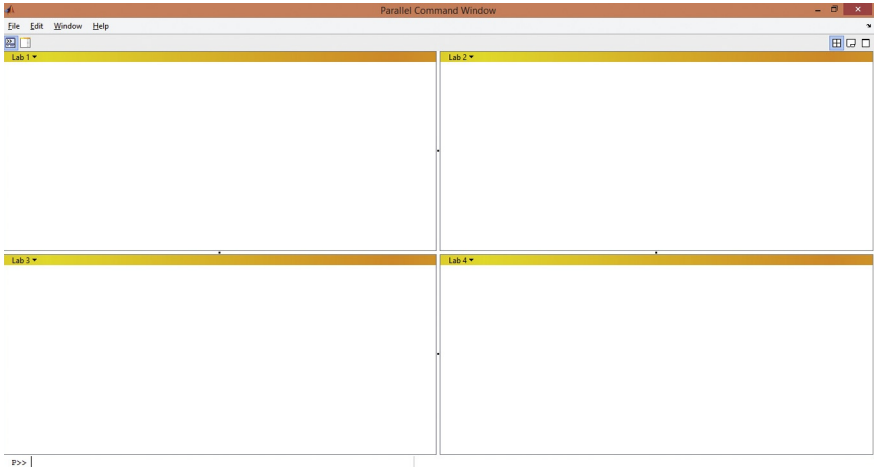 Parallel Command Window
File Edit Window Help
Lab 1
Lab 2
Lab 3
Lab 4
P>>